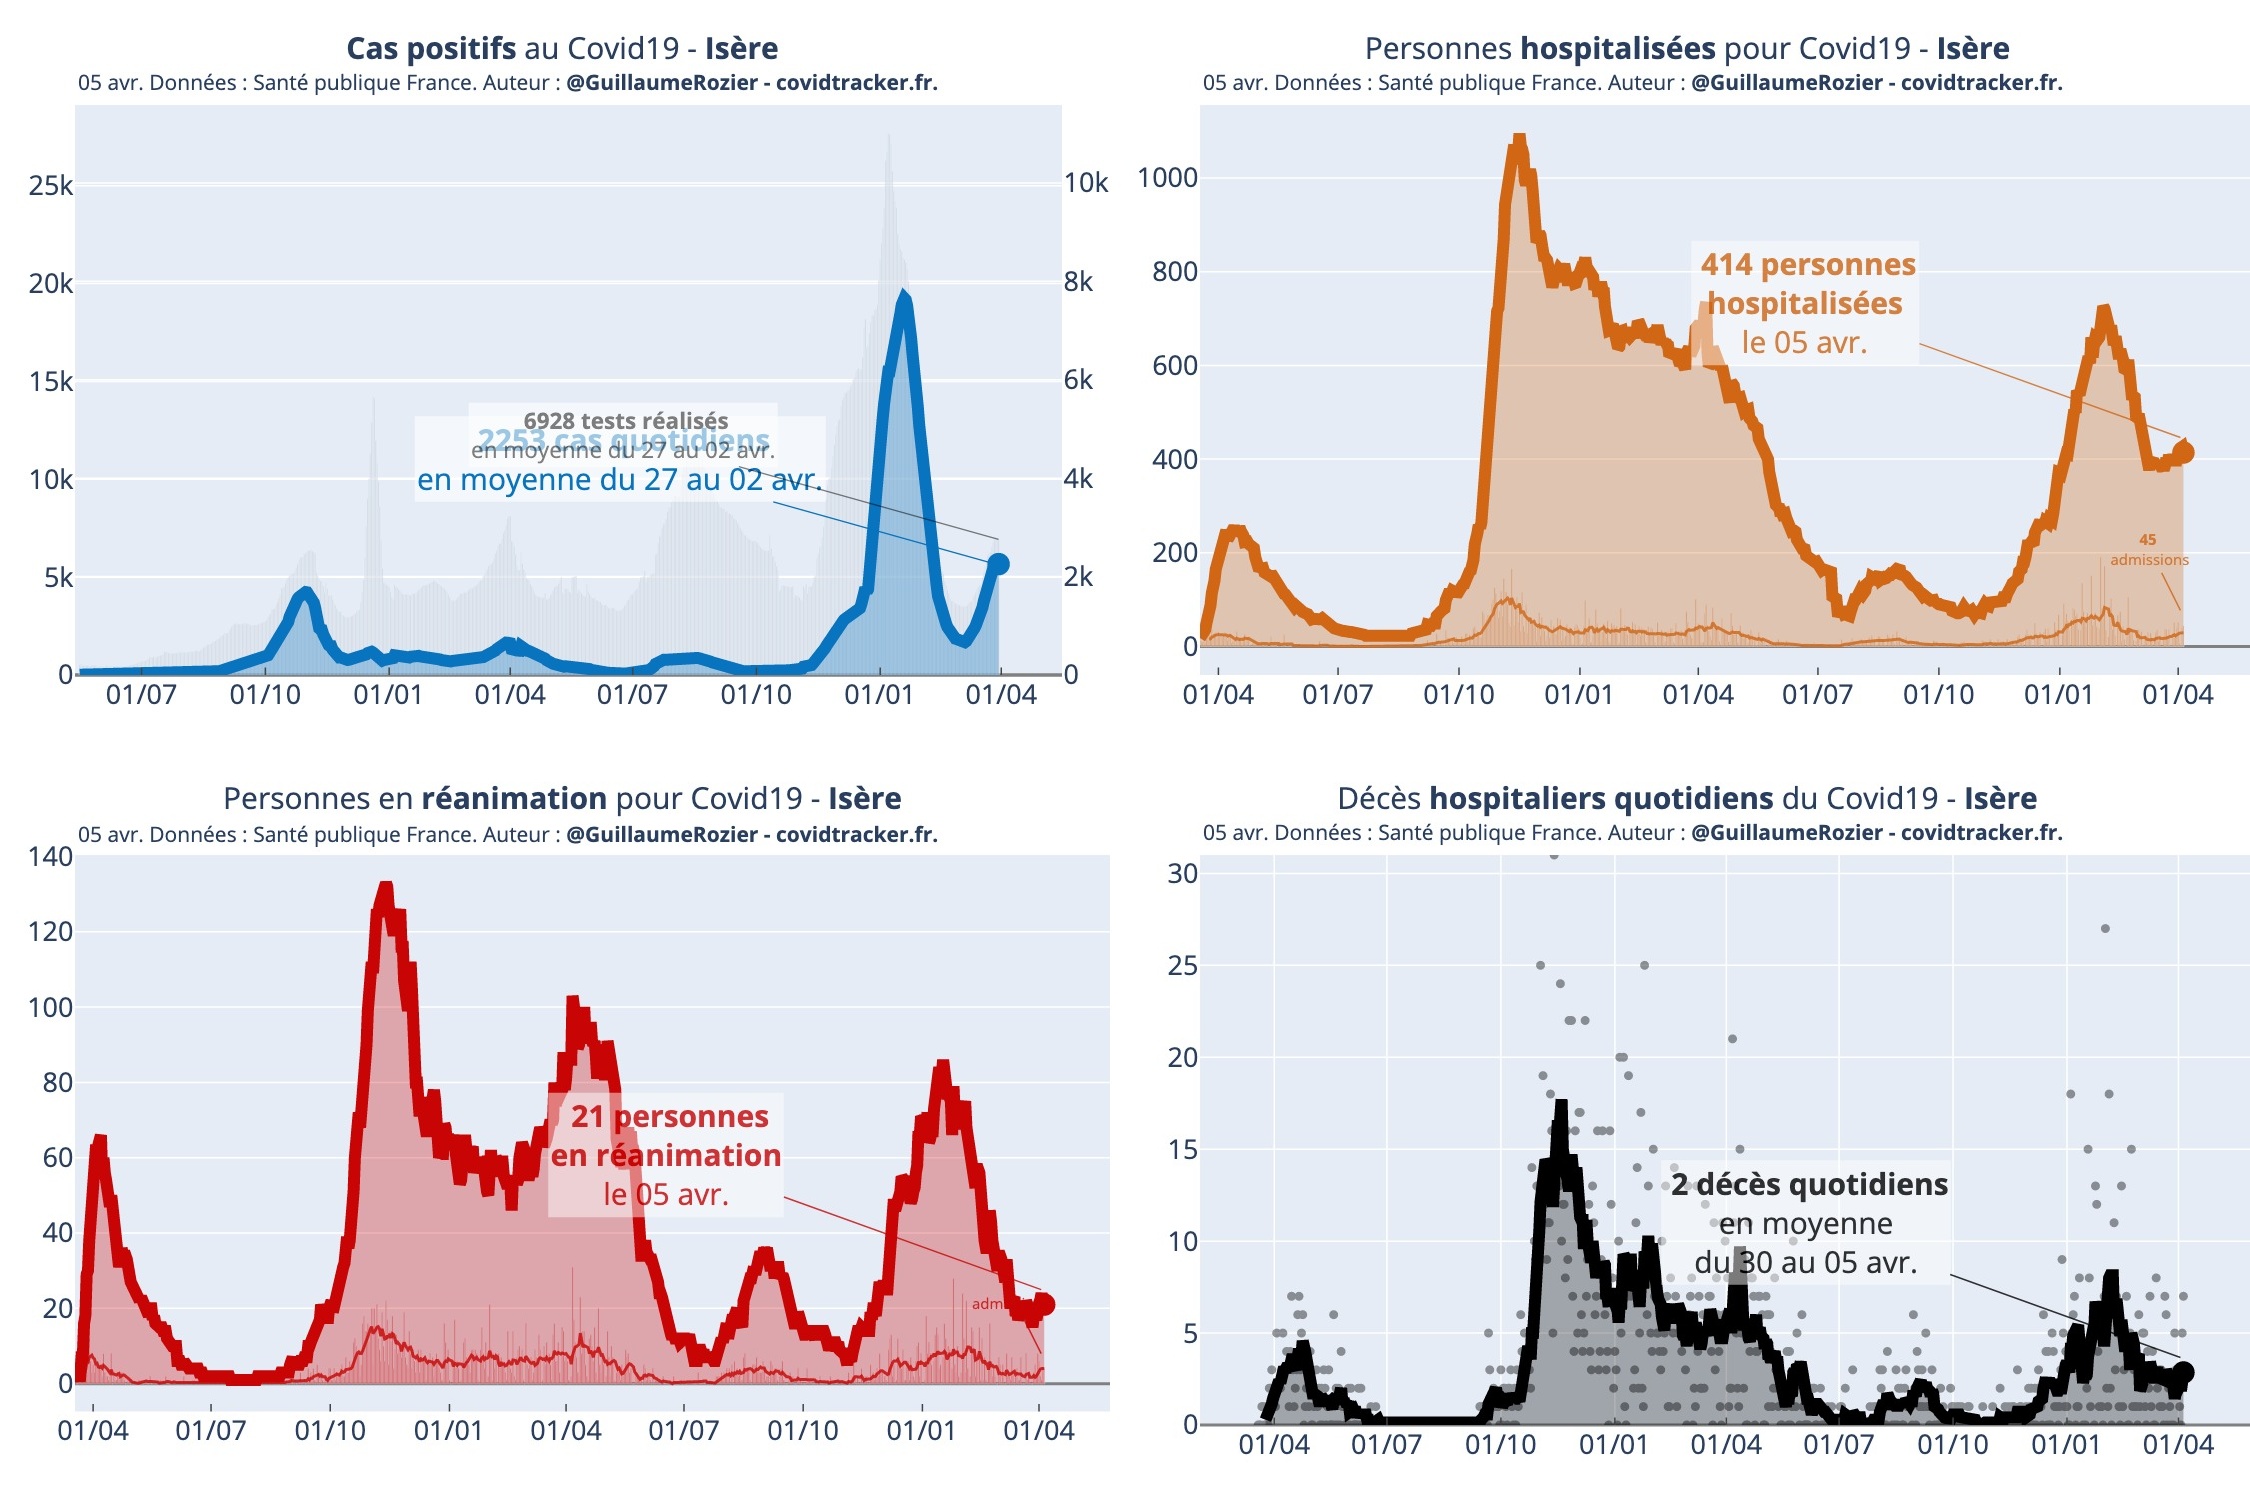 Cas positifs au Covid19 - Isère
05 avr. Données : Santé publique France. Auteur : @GuillaumeRozier - covidtracker.fr.
25k
20k
15k
10k
5k
0
10k
8k
6k
4k
2k
0
6928 tests réalisés
en moyenne du 27 au 02 avr.
2253 cas quotidiens
en moyenne du 27 au 02 avr.
01/07 01/10 01/01 01/04 01/07 01/10 01/01 01/04
Personnes hospitalisées pour Covid19 - Isère
05 avr. Données : Santé publique France. Auteur : @GuillaumeRozier - covidtracker.fr.
1000
800
600
400
200
0
414 personnes
hospitalisées
le 05 avr.
45
admissions
01/04 01/07 01/10 01/01 01/04 01/07 01/10 01/01 01/04
Personnes en réanimation pour Covid19 - Isère
05 avr. Données : Santé publique France. Auteur : @GuillaumeRozier - covidtracker.fr.
140
120
100
80
60
40
20
0
21 personnes
en réanimation
le 05 avr.
01/04 01/07 01/10 01/01 01/04 01/07 01/10 01/01 01/04
Décès hospitaliers quotidiens du Covid19 - Isère
05 avr. Données : Santé publique France. Auteur : @GuillaumeRozier - covidtracker.fr.
30
25
20
15
10
5
0
2 décès quotidiens
en moyenne
du 30 au 05 avr.
01/04 01/07 01/10 01/01 01/04 01/07 01/10 01/01 01/04